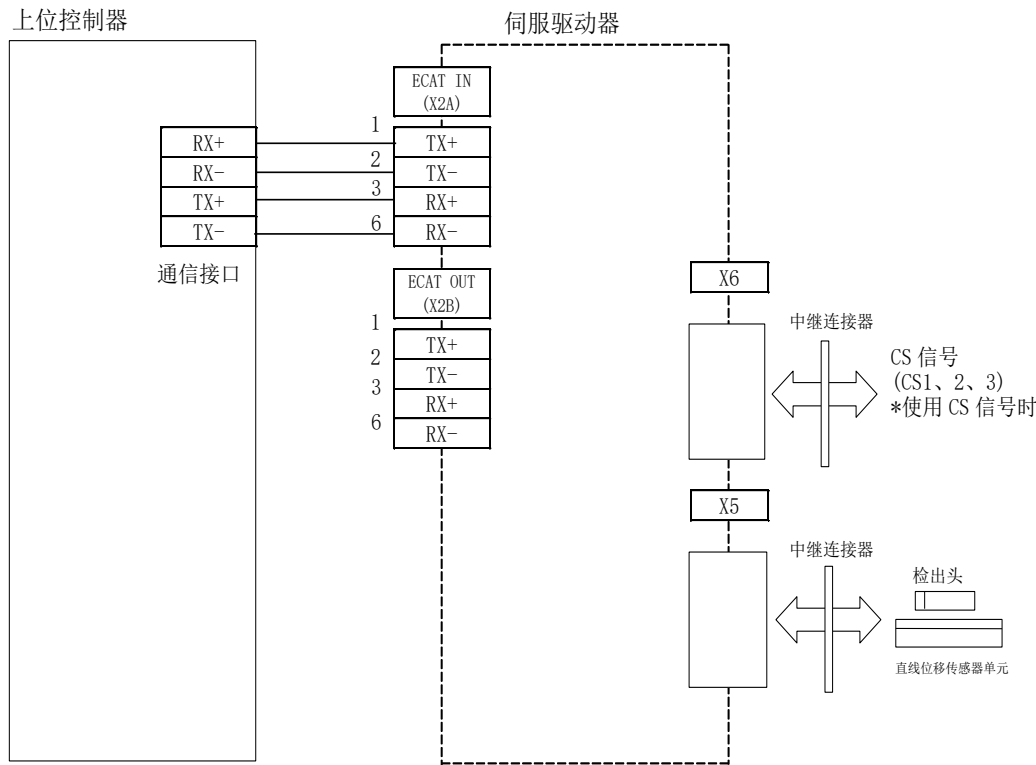 上位控制器
伺服驱动器
ECAT IN
(X2A)
RX+
RX-
TX+
TX-
通信接口
1
2
3
6
TX+
TX-
RX+
RX-
ECAT OUT
(X2B)
1
2
3
6
TX+
TX-
RX+
RX-
X6
中继连接器
CS 信号
(CS1、2、3)
*使用 CS 信号时
X5
中继连接器
检出头
直线位移传感器单元